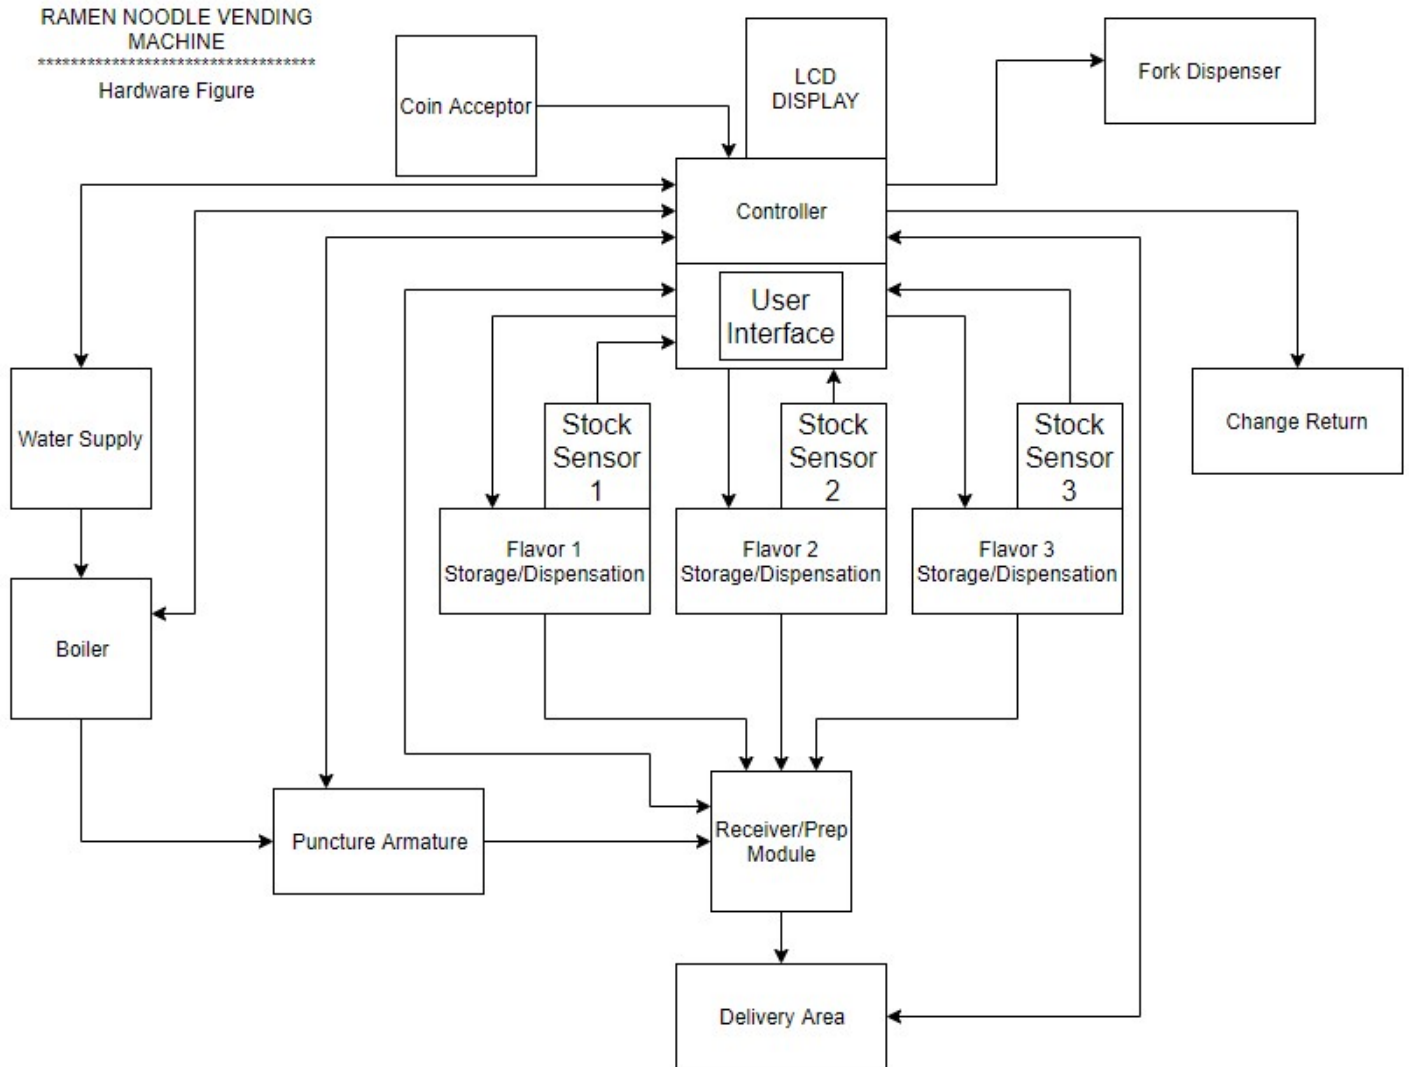 RAMEN NOODLE VENDING
MACHINE
**********************************
Hardware Figure
Coin Acceptor
LCD
DISPLAY
Fork Dispenser
Controller
User
Interface
Water Supply
Change Return
Stock
Sensor
1
Stock
Sensor
2
Stock
Sensor
3
Flavor 1
Storage/Dispensation
Flavor 2
Storage/Dispensation
Flavor 3
Storage/Dispensation
Boiler
Puncture Armature
Receiver/Prep
Module
Delivery Area